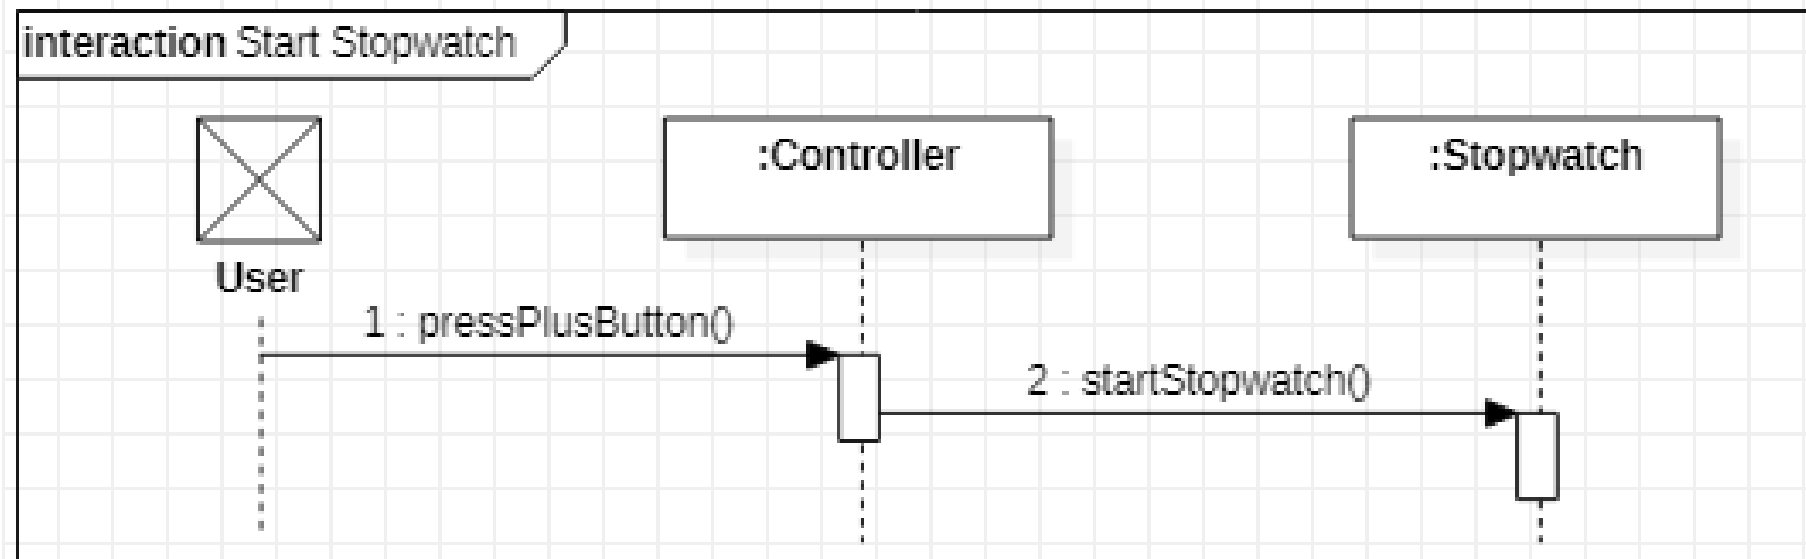 interaction Start Stopwatch
:Controller
:Stopwatch
User
1 : pressPlusButton()
2 : startStopwatch()